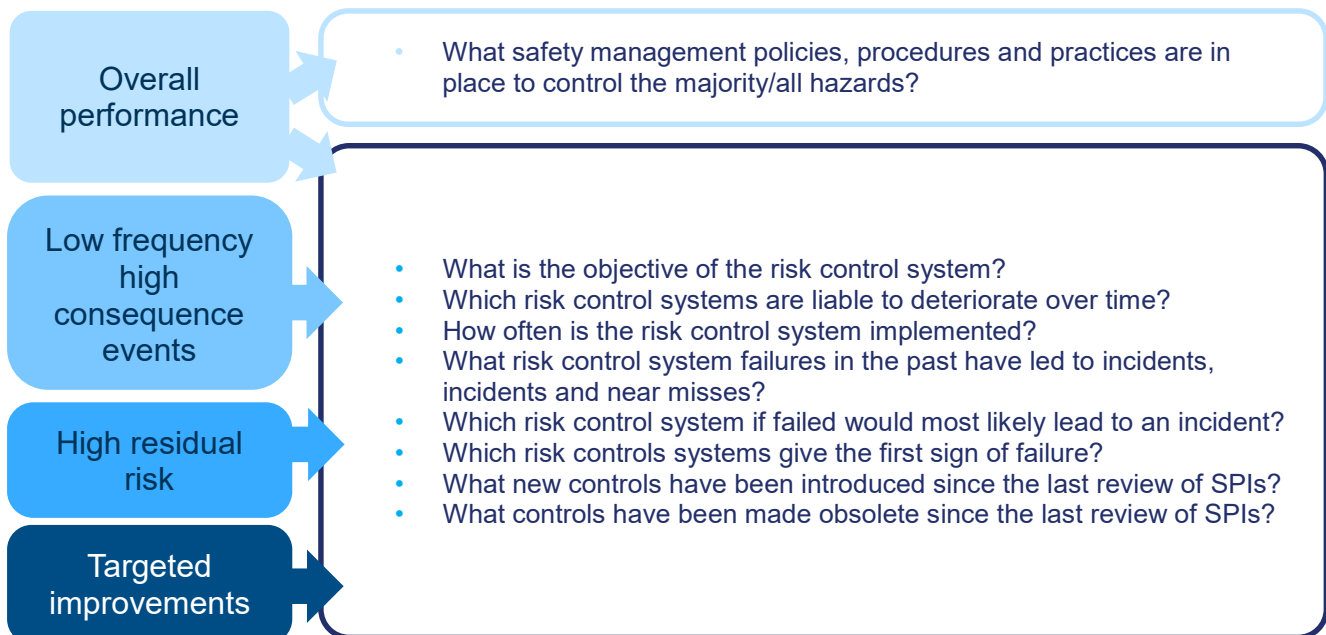 Overall
performance
• What safety management policies, procedures and practices are in
place to control the majority/all hazards?
Low frequency
high
consequence
events
High residual
risk
Targeted
improvements
• What is the objective of the risk control system?
• Which risk control systems are liable to deteriorate over time?
• How often is the risk control system implemented?
• What risk control system failures in the past have led to incidents,
incidents and near misses?
• Which risk control system if failed would most likely lead to an incident?
• Which risk controls systems give the first sign of failure?
• What new controls have been introduced since the last review of SPIs?
• What controls have been made obsolete since the last review of SPIs?